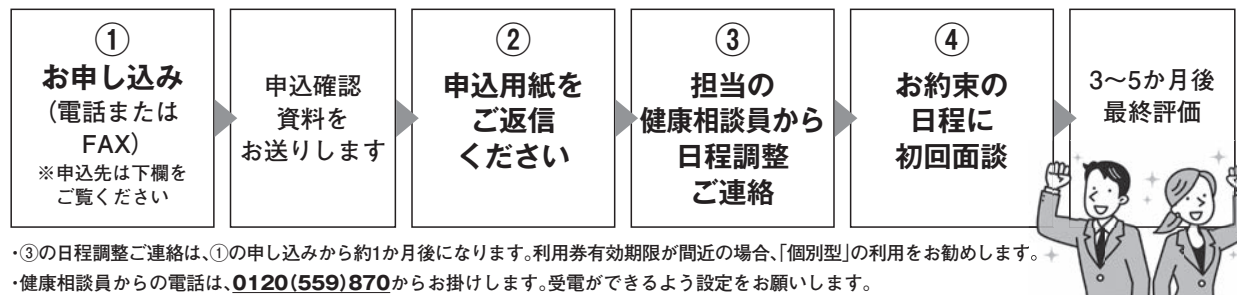 ①
お申し込み
(電話または
FAX)
※申込先は下欄を
ご覧ください
申込確認
資料を
お送りします
②
申込用紙を
ご返信
ください
③
担当の
健康相談員から
日程調整
ご連絡
④
お約束の
日程に
初回面談
3～5か月後
最終評価
・③の日程調整ご連絡は、①の申し込みから約1か月後になります。利用券有効期限が間近の場合、「個別型」の利用をお勧めします。
・健康相談員からの電話は、0120(559)870からお掛けします。受電ができるよう設定をお願いします。